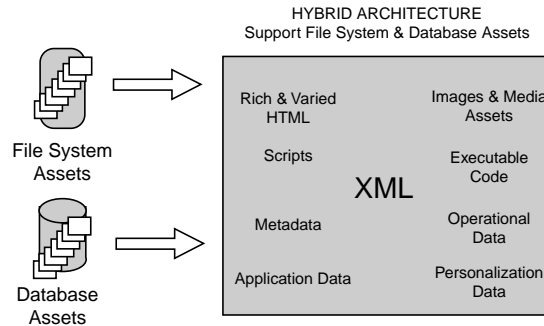 HYBRID ARCHITECTURE
Support File System & Database Assets
File System
Assets
Database
Assets
Rich & Varied
HTML
Scripts
Metadata
Application Data
XML
Images & Media
Assets
Executable
Code
Operational
Data
Personalization
Data